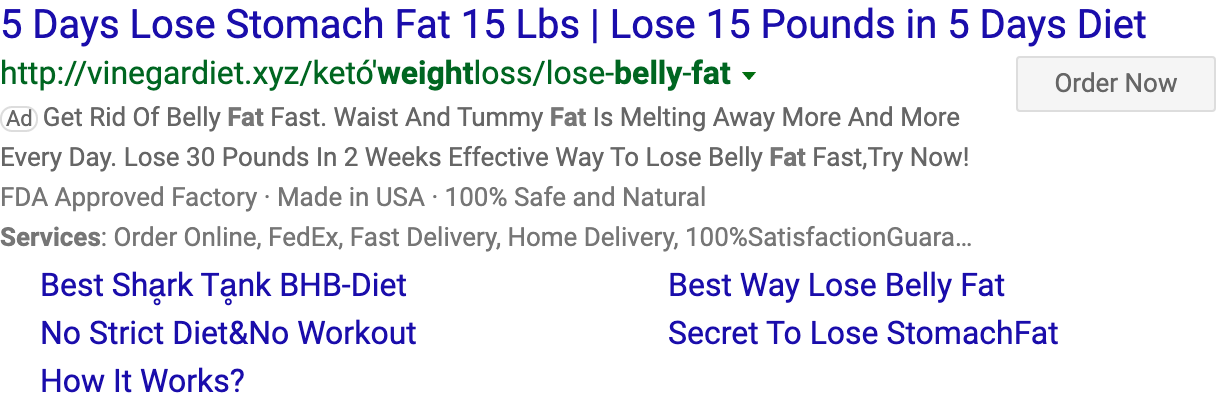 5 Days Lose Stomach Fat 15 Lbs | Lose 15 Pounds in 5 Days Diet
http://vinegardiet.xyz/ketó'weightloss/lose-belly-fat
Order Now
Ad Get Rid Of Belly Fat Fast. Waist And Tummy Fat Is Melting Away More And More
Every Day. Lose 30 Pounds In 2 Weeks Effective Way To Lose Belly Fat Fast,Try Now!
FDA Approved Factory · Made in USA · 100% Safe and Natural
Services: Order Online, FedEx, Fast Delivery, Home Delivery, 100%SatisfactionGuara...
Best Sḁrk Tḁnk BHB-Diet
Best Way Lose Belly Fat
No Strict Diet&No Workout
Secret To Lose StomachFat
How It Works?